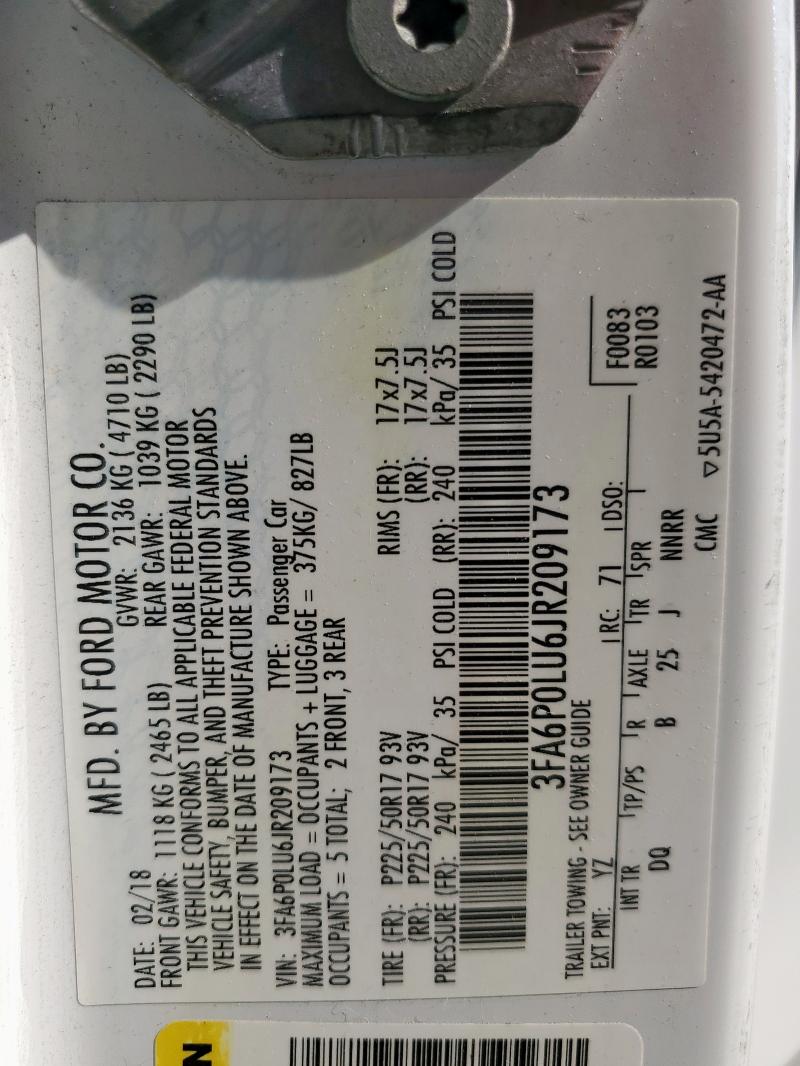 MFD. BY FORD MOTOR CO.
DATE: 02/18 GVWR: 2136 KG ( 4710 LB)
FRONT GAWR: 1118 KG ( 2465 LB) REAR GAWR: 1039 KG ( 2290 LB)
THIS VEHICLE CONFORMS TO ALL APPLICABLE FEDERAL MOTOR
VEHICLE SAFETY, BUMPER, AND THEFT PREVENTION STANDARDS
IN EFFECT ON THE DATE OF MANUFACTURE SHOWN ABOVE.
VIN: 3FA6P0LU6JR209173 TYPE: Passenger Car
MAXIMUM LOAD = OCCUPANTS + LUGGAGE = 375KG/ 827LB
OCCUPANTS = 5 TOTAL; 2 FRONT, 3 REAR
TIRE (FR): P225/50R17 93V RIMS (FR): 17x7.5J
(RR): P225/50R17 93V (RR): 17x7.5J
PRESSURE (FR): 240 kPa/ 35 PSI COLD (RR): 240 kPa/ 35 PSI COLD
3FA6P0LU6JR209173
TRAILER TOWING - SEE OWNER GUIDE F0083
EXT PNT: YZ RC: 71 DSO: R0103
INT TR TP/PS R AXLE TR SPR
DQ B 25 J NNRR
CMC ▽5U5A-5420472-AA
N